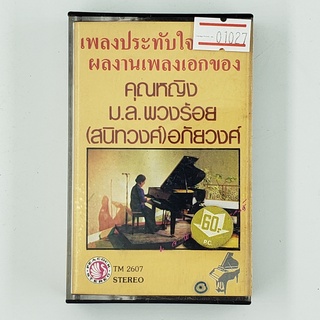 เพลงประทับใจ
01027
ผลงานเพลงเอกของ
คุณหญิง
ม.ล.พวงร้อย
(สนิทวงศ์)อภัยวงศ์
60.-
P.C.
TM 2607
STEREO